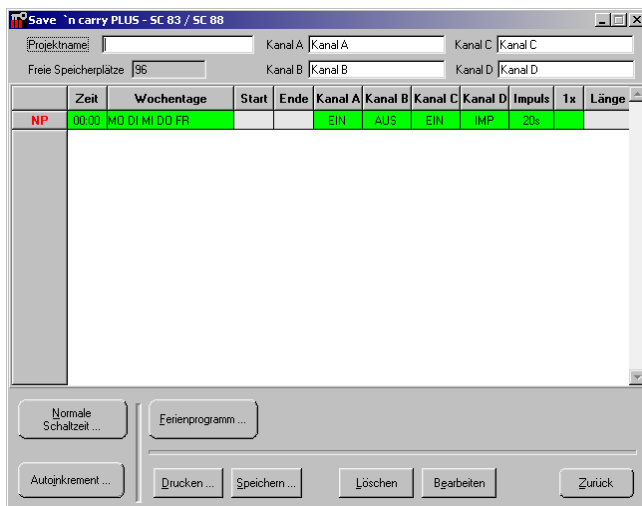 Save `n carry PLUS - SC 83 / SC 88
Projektname Kanal A Kanal A Kanal C Kanal C
Freie Speicherplätze 96 Kanal B Kanal B Kanal D Kanal D
Zeit Wochentage Start Ende Kanal A Kanal B Kanal C Kanal D Impuls 1x Länge
NP 00:00 MO DI MI DO FR EIN AUS EIN IMP 20s
Normale
Schaltzeit ...
Ferienprogramm ...
Autoinkrement ... Drucken ... Speichern ... Löschen Bearbeiten Zurück